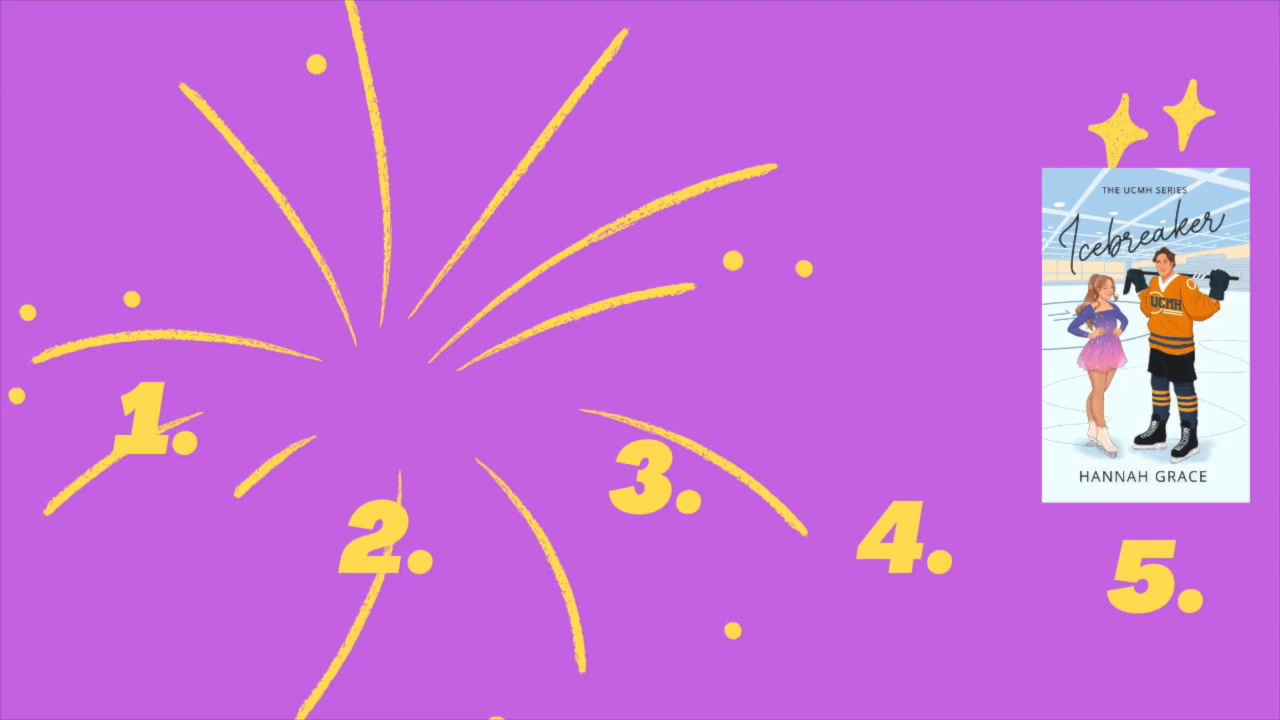 THE UCMH SERIES
Icebreaker
UCMH
HANNAH GRACE
1.
2.
3.
4.
5.